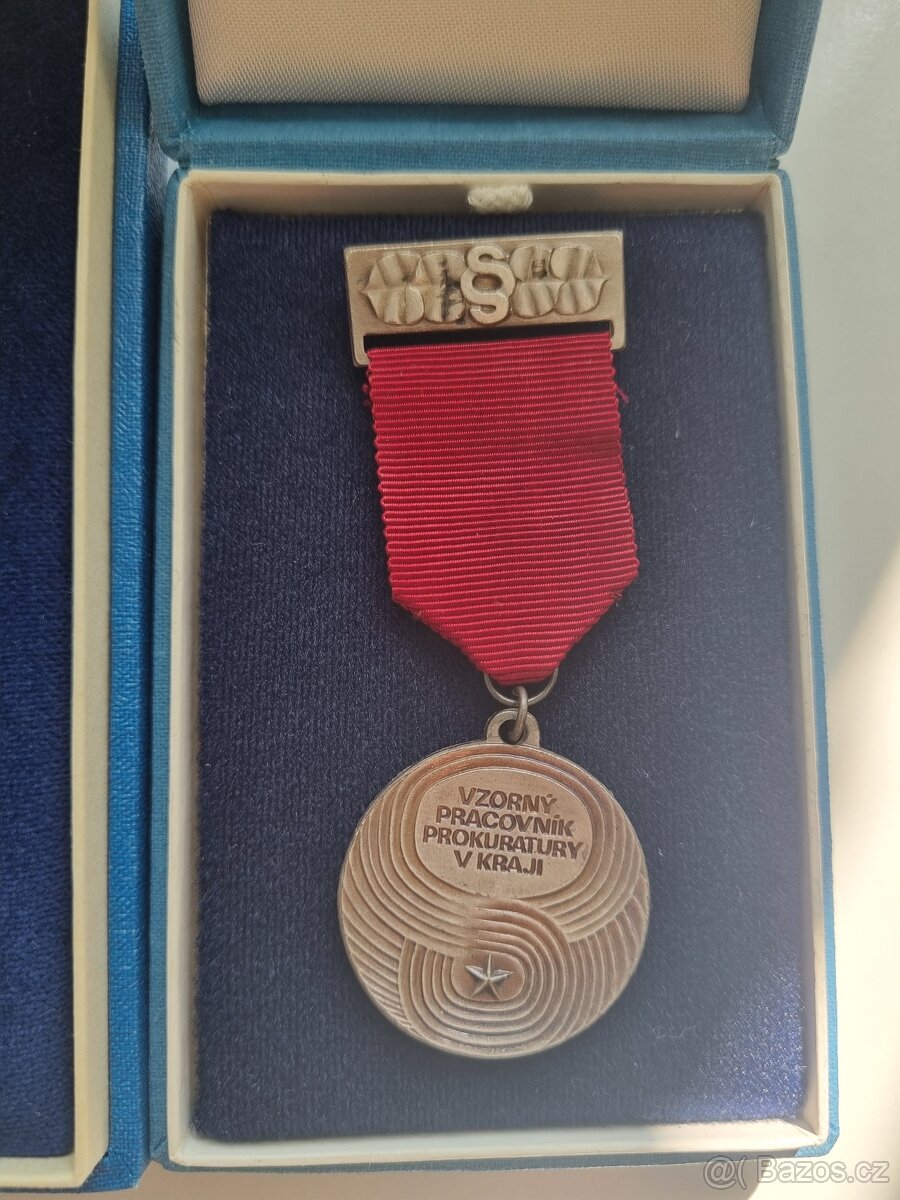 §
VZORNÝ
PRACOVNÍK
PROKURATURY
V KRAJI
@( Bazos.cz